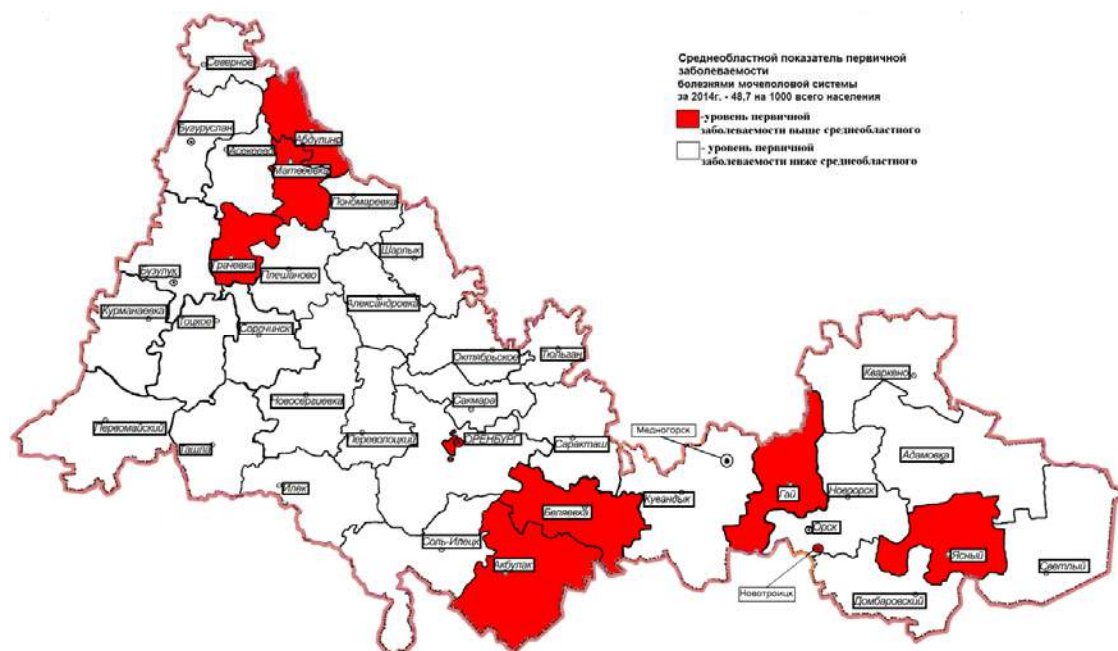 Среднеобластной показатель первичной
заболеваемости
болезнями мочеполовой системы
за 2014г. - 48,7 на 1000 всего населения
-уровень первичной
заболеваемости выше среднеобластного
- уровень первичной
заболеваемости ниже среднеобластного
Северное
Бугуруслан
Абдулино
Асекеево
Матвеевка
Пономаревка
Шарлык
Грачевка
Бузулук
Плешаново
Александровка
Курманаевка
Тоцкое
Сорочинск
Октябрьское
Тюльган
Кваркено
Новосергиевка
Сакмара
Первомайский
Переволоцкий
ОРЕНБУРГ
Саракташ
Медногорск
Ташла
Адамовка
Илек
Кувандык
Гай
Новоорск
Беляевка
Орск
Соль-Илецк
Акбулак
Ясный
Светлый
Новотроицк
Домбаровский